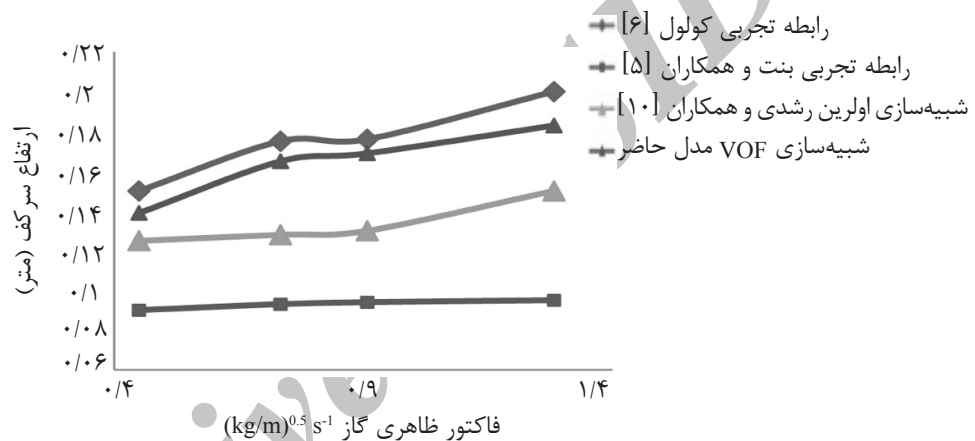 رابطه تجربی کولول [۶]
رابطه تجربی بنت و همکاران [۵]
شبیه‌سازی اولرین رشدی و همکاران [۱۰]
شبیه‌سازی VOF مدل حاضر
۰/۲۲
۰/۲
۰/۱۸
۰/۱۶
۰/۱۴
۰/۱۲
۰/۱
۰/۰۸
۰/۰۶
ارتفاع سر کف (متر)
۰/۴
۰/۹
۱/۴
فاکتور ظاهری گاز (kg/m)^0.5 s^-1